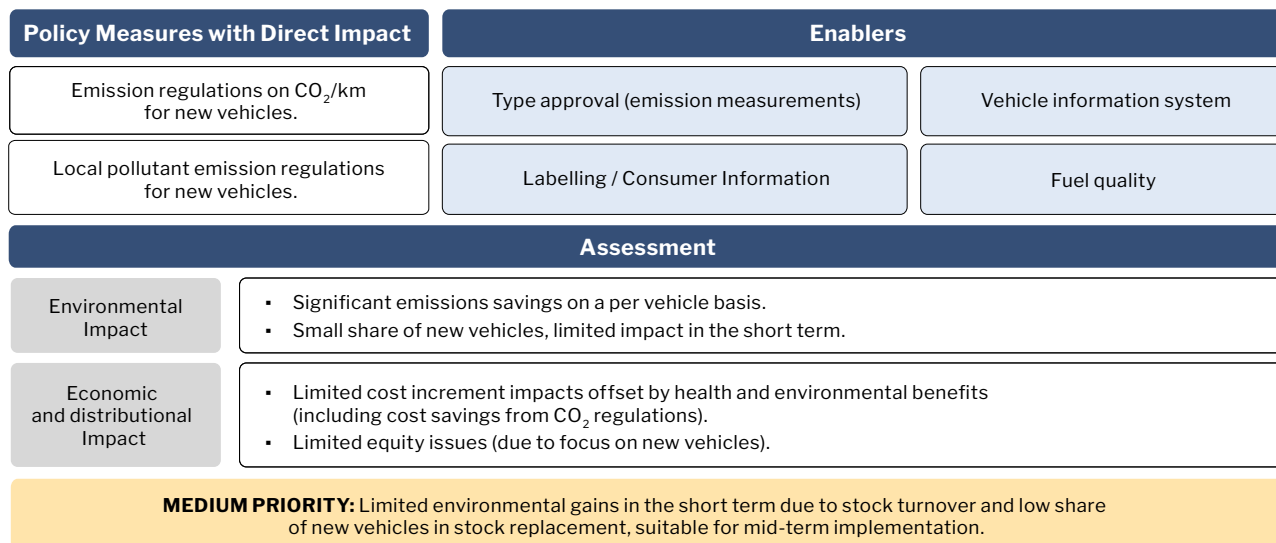 Policy Measures with Direct Impact
Enablers
Emission regulations on CO₂/km
for new vehicles.
Type approval (emission measurements)
Vehicle information system
Local pollutant emission regulations
for new vehicles.
Labelling / Consumer Information
Fuel quality
Assessment
Environmental
Impact
▪ Significant emissions savings on a per vehicle basis.
▪ Small share of new vehicles, limited impact in the short term.
Economic
and distributional
Impact
▪ Limited cost increment impacts offset by health and environmental benefits
(including cost savings from CO₂ regulations).
▪ Limited equity issues (due to focus on new vehicles).
MEDIUM PRIORITY: Limited environmental gains in the short term due to stock turnover and low share
of new vehicles in stock replacement, suitable for mid-term implementation.